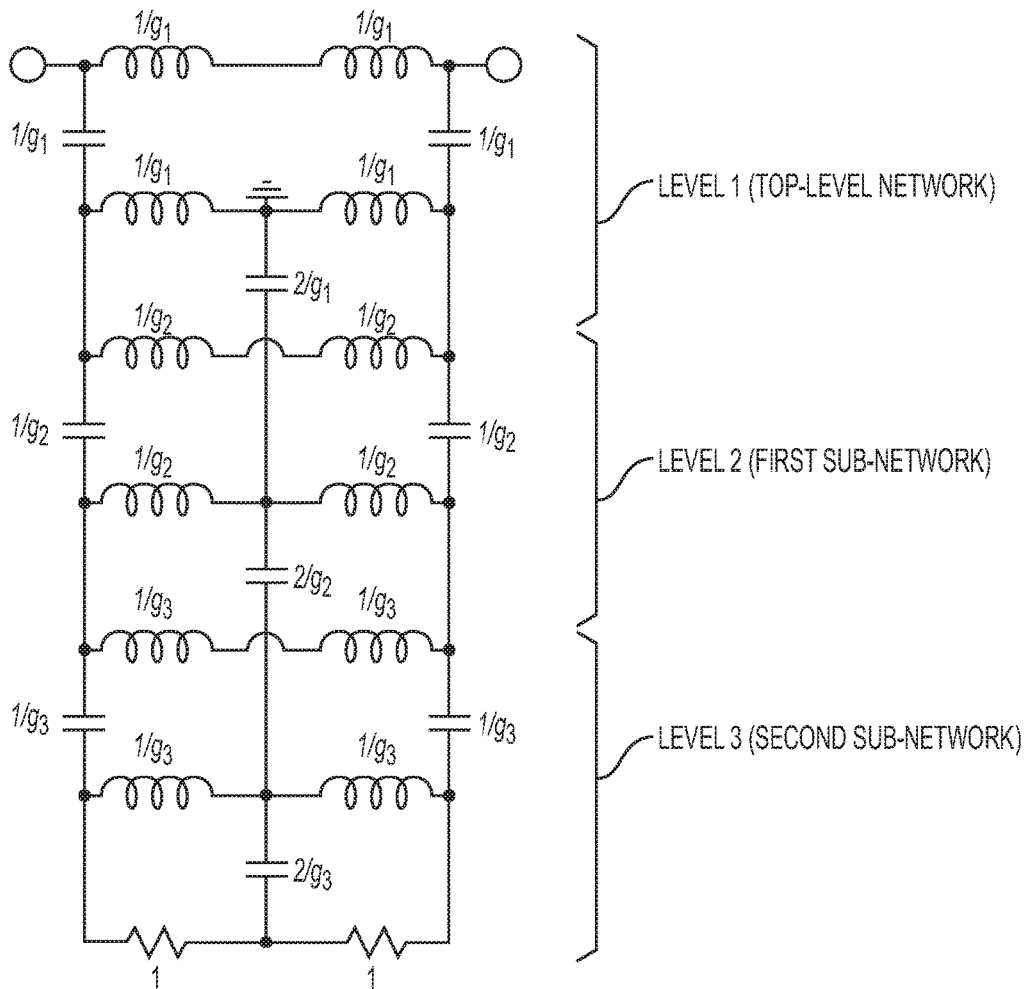 1/g1 1/g1
1/g1 1/g1
1/g1 1/g1
LEVEL 1 (TOP-LEVEL NETWORK)
2/g1
1/g2 1/g2
1/g2 1/g2
1/g2 1/g2
LEVEL 2 (FIRST SUB-NETWORK)
2/g2
1/g3 1/g3
1/g3 1/g3
1/g3 1/g3
LEVEL 3 (SECOND SUB-NETWORK)
2/g3
1 1